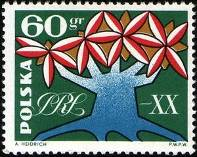 60 gr
POLSKA
PRL -XX
A. HEIDRICH P.W.P.W.